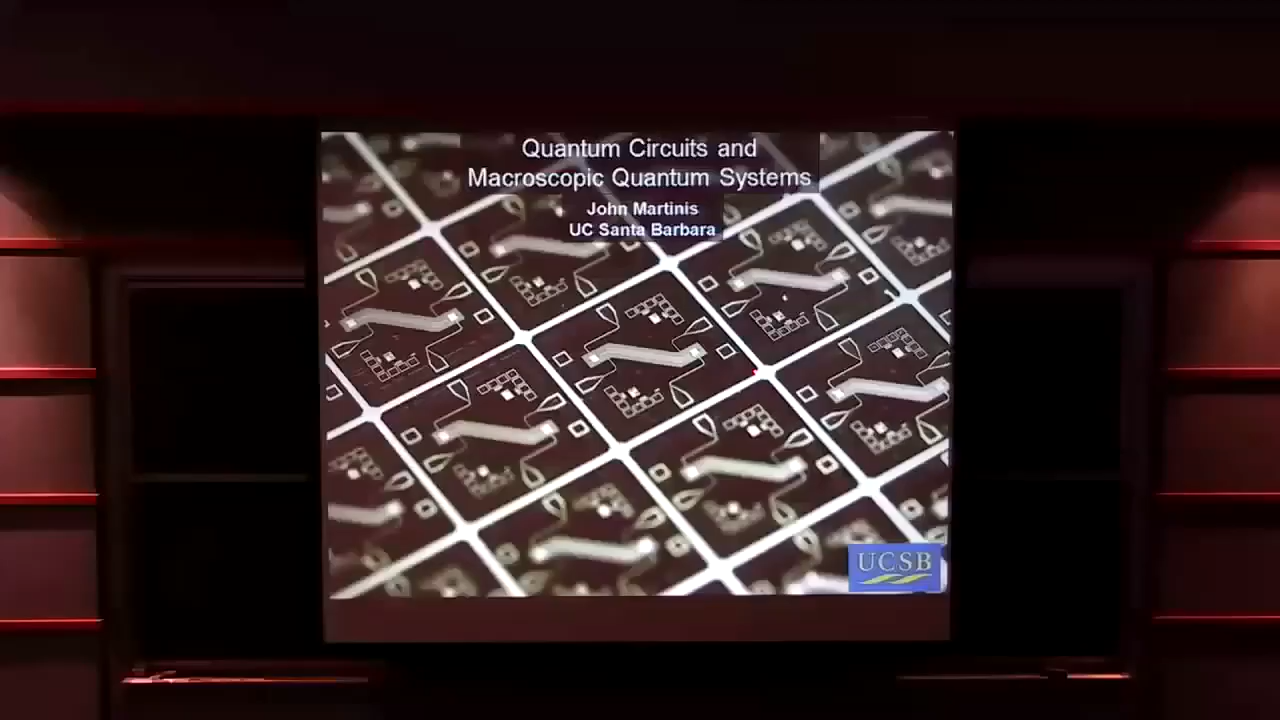 Quantum Circuits and
Macroscopic Quantum Systems
John Martinis
UC Santa Barbara
UCSB